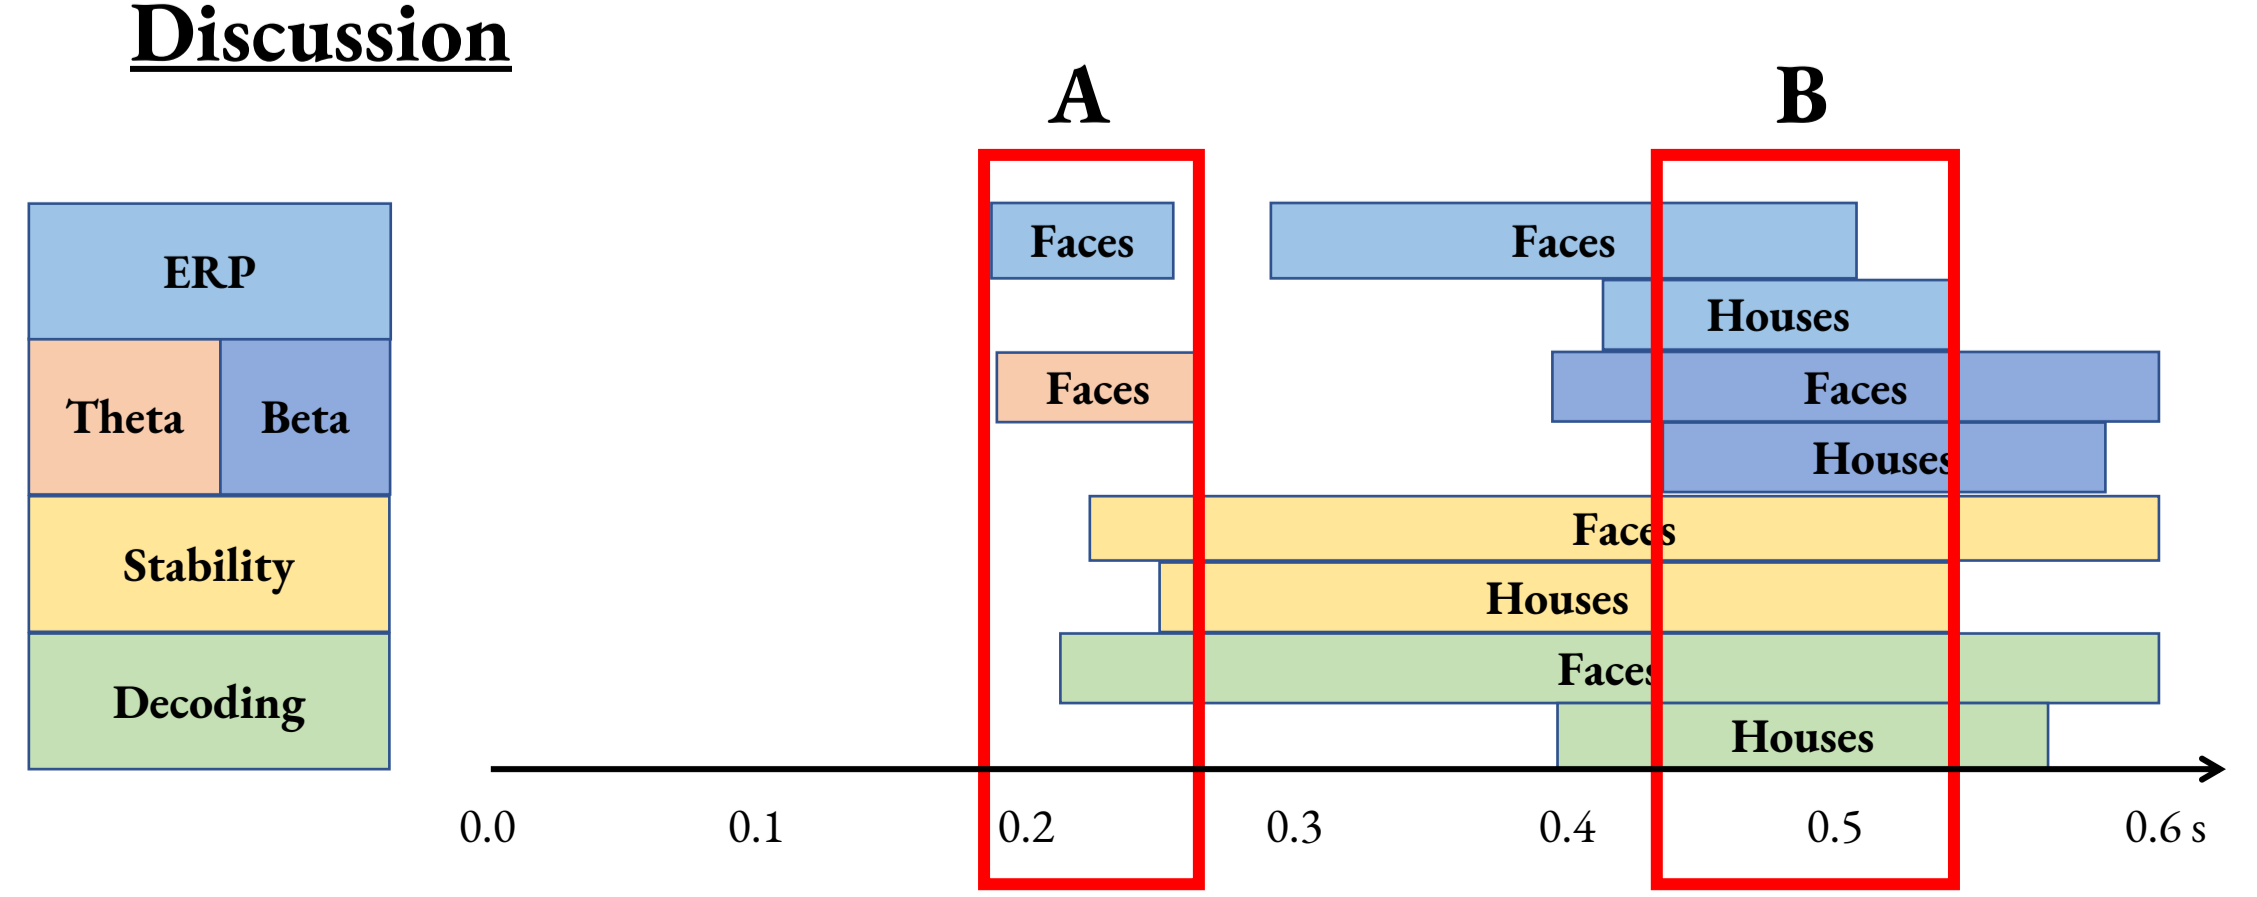 Discussion
A
B
ERP
Faces
Faces
Houses
Theta
Beta
Faces
Faces
Houses
Stability
Faces
Houses
Decoding
Faces
Houses
0.0
0.1
0.2
0.3
0.4
0.5
0.6 s